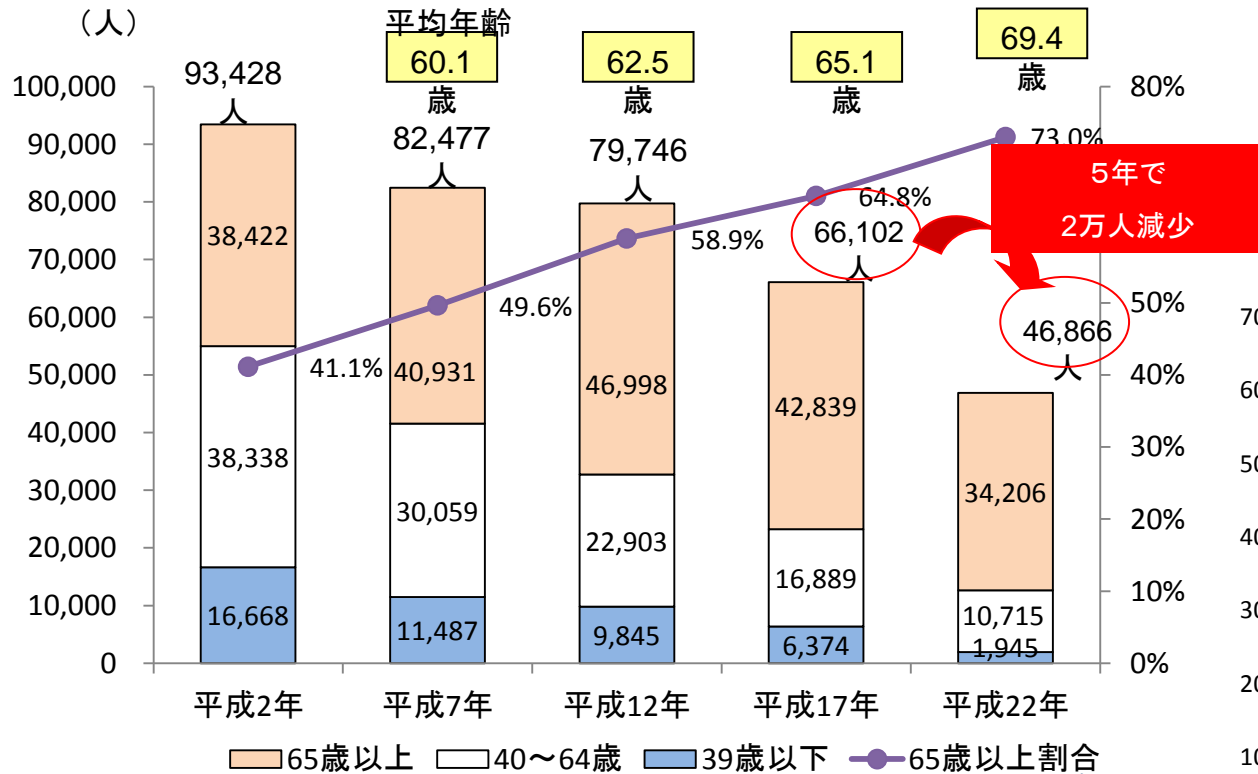 （人）
平均年齢
60.1
歳
62.5
歳
65.1
歳
69.4
歳
93,428
人
82,477
人
79,746
人
66,102
人
46,866
人
5年で
2万人減少
100,000
90,000
80,000
70,000
60,000
50,000
40,000
30,000
20,000
10,000
0
80%
50%
40%
30%
20%
10%
0%
41.1%
49.6%
58.9%
64.8%
73.0%
38,422
38,338
16,668
40,931
30,059
11,487
46,998
22,903
9,845
42,839
16,889
6,374
34,206
10,715
1,945
平成2年
平成7年
平成12年
平成17年
平成22年
65歳以上
40～64歳
39歳以下
65歳以上割合